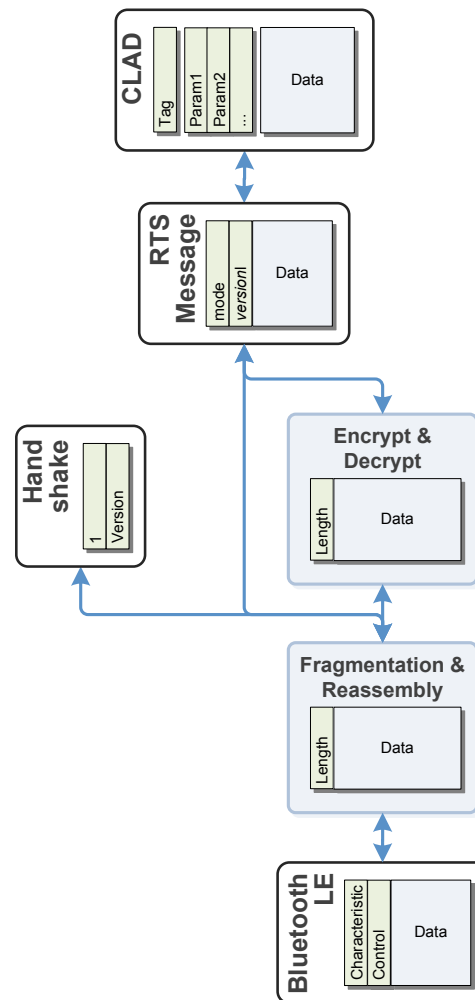 CLAD
Tag
Param1
Param2
...
Data
RTS
Message
mode
versionl
Data
Hand
shake
1
Version
Encrypt &
Decrypt
Length
Data
Fragmentation &
Reassembly
Length
Data
Bluetooth
LE
Characteristic
Control
Data